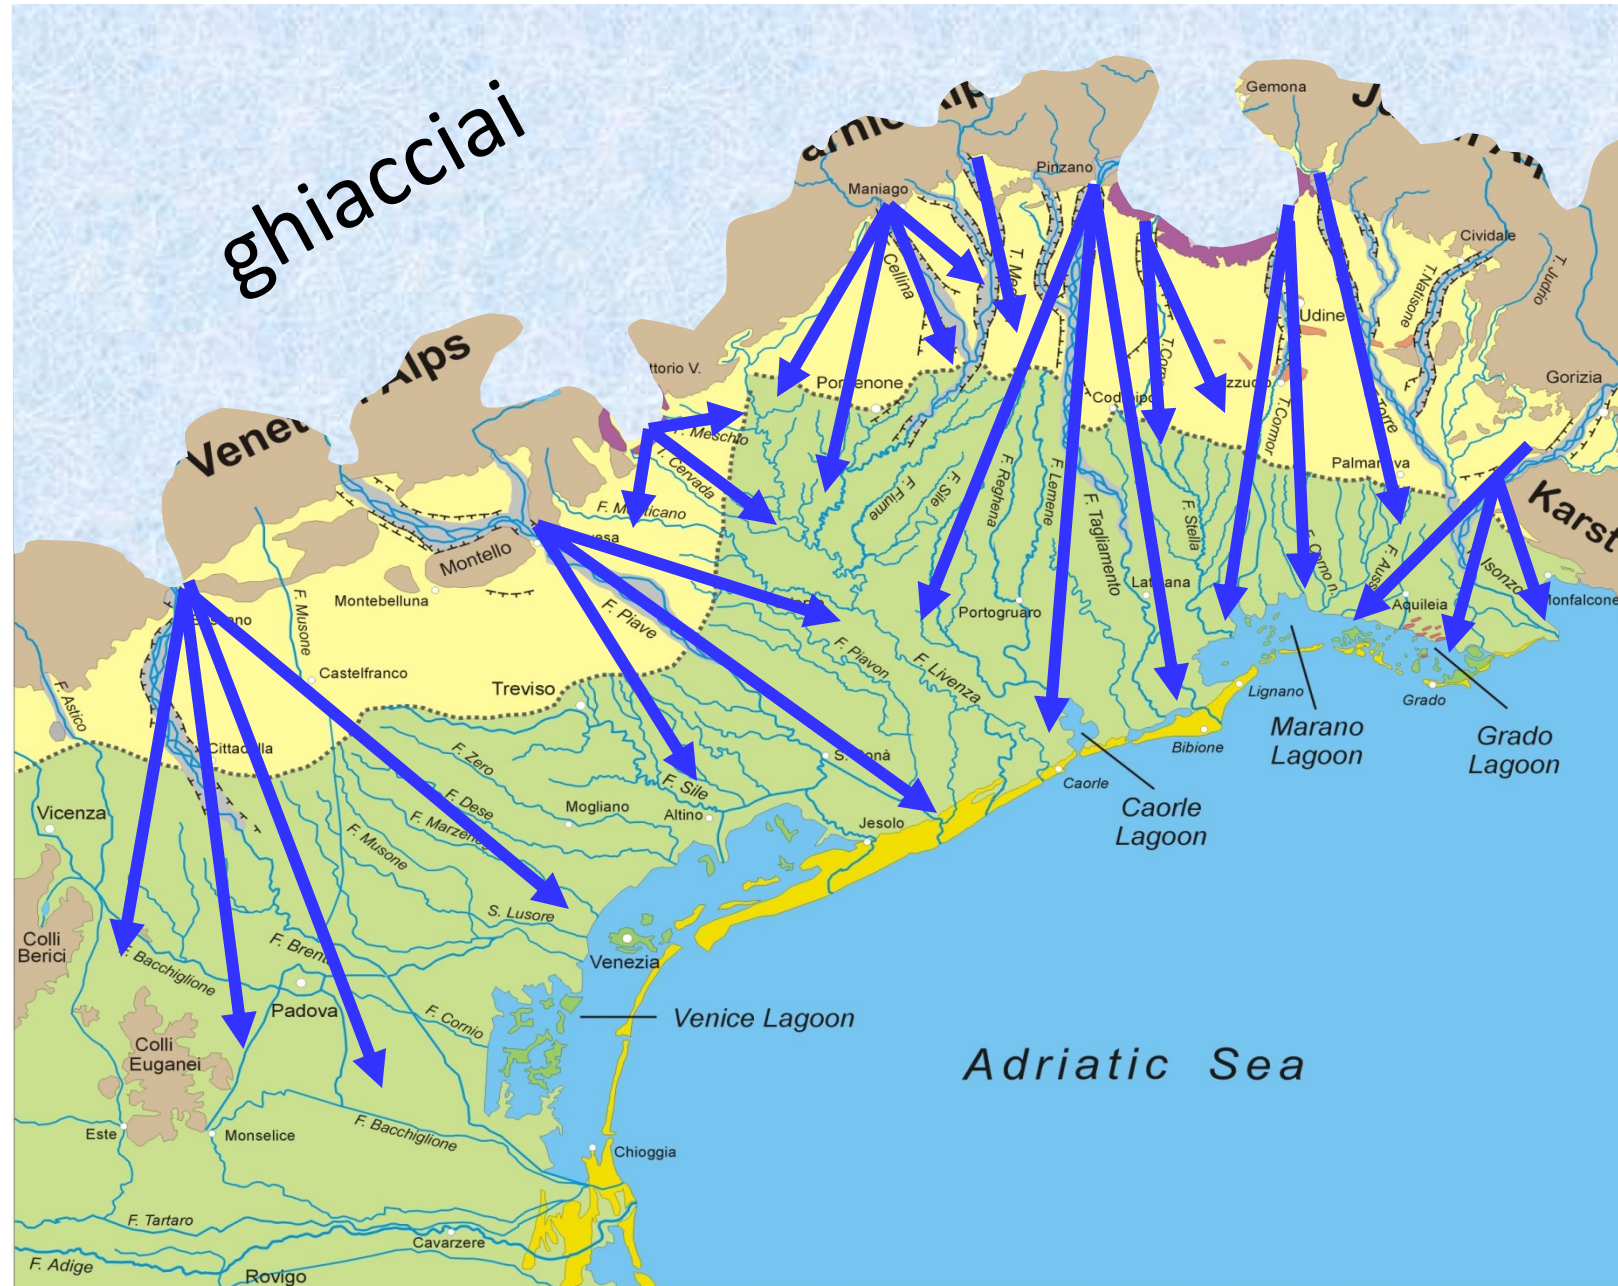 ghiacciai
Gemona
Pinzano
Maniago
Cividale
T. Judrio
T. Natisone
Cellina
Udine
Gorizia
Alps
Karst
T. Cormor
Torre
Palmanova
F. Meschio
T. Cervada
F. Fiume
F. Sile
F. Reghena
F. Lemene
F. Tagliamento
F. Stella
Isonzo
Montello
F. Musone
Montebelluna
F. Piave
Portogruaro
Aquileia
Monfalcone
F. Piavon
F. Livenza
F. Astico
Castelfranco
Treviso
Lignano
Grado
Bibione
Marano
Lagoon
Grado
Lagoon
Cittadella
F. Zero
F. Sile
Caorle
Caorle
Lagoon
Vicenza
F. Dese
Mogliano
Altino
Jesolo
F. Musone
S. Lusore
Colli
Berici
F. Bacchiglione
F. Brenta
Venezia
Padova
F. Cornio
Venice Lagoon
Colli
Euganei
Adriatic Sea
Este
Monselice
F. Bacchiglione
Chioggia
F. Tartaro
Cavarzere
F. Adige
Rovigo